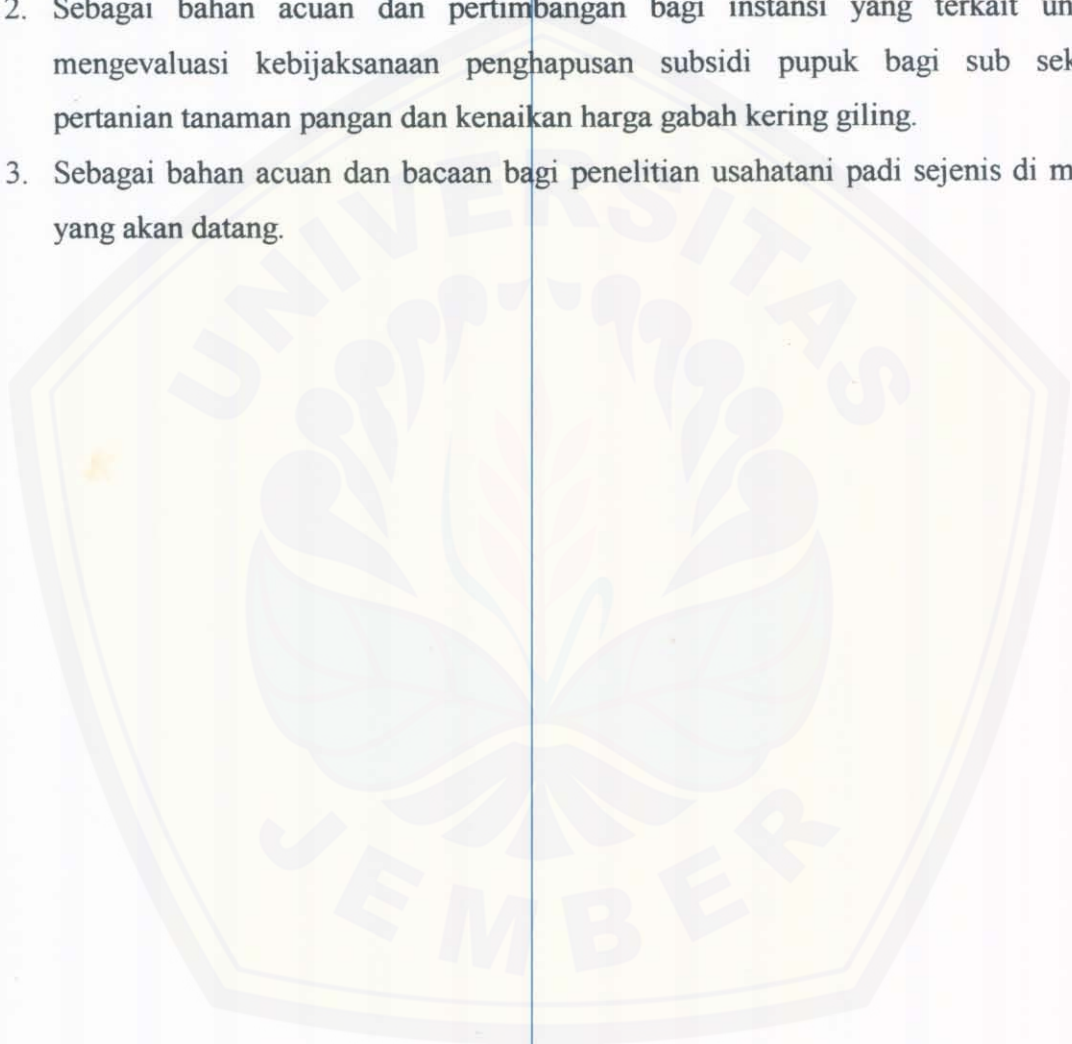 2. Sebagai bahan acuan dan pertimbangan bagi instansi yang terkait un
mengevaluasi kebijaksanaan penghapusan subsidi pupuk bagi sub sek
pertanian tanaman pangan dan kenaikan harga gabah kering giling.
3. Sebagai bahan acuan dan bacaan bagi penelitian usahatani padi sejenis di m
yang akan datang.
UNIVERSITAS
JEMBER